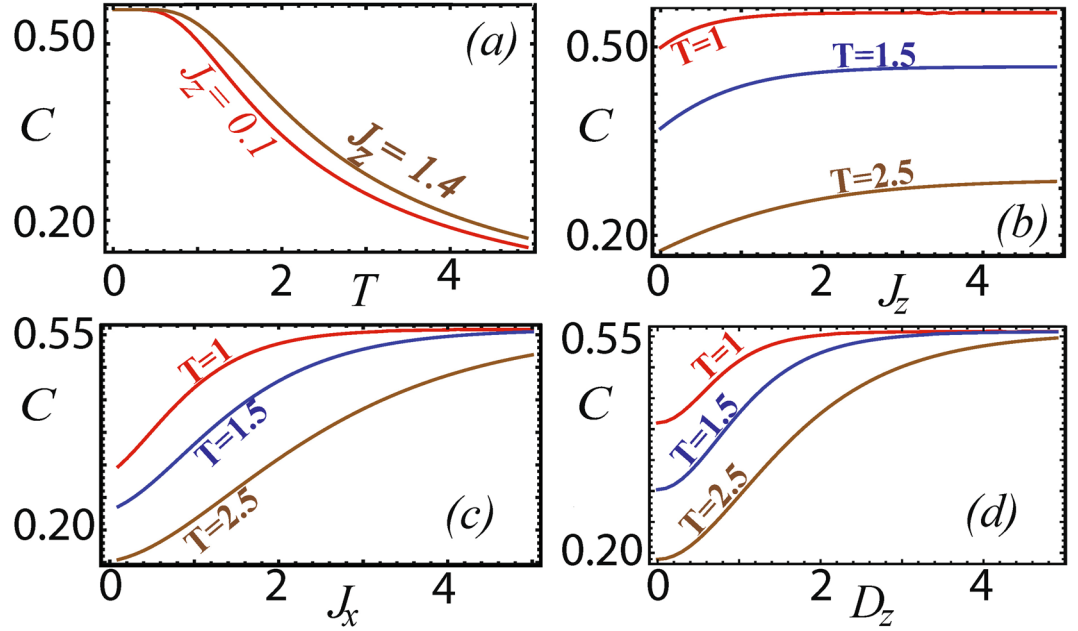 0.50
(a)
C
J_z = 0.1
J_z = 1.4
0.20
0 2 4
T
0.50
T=1
T=1.5
C
T=2.5
0.20
(b)
0 2 4
J_z
0.55
T=1
C
T=1.5
T=2.5
0.20
(c)
0 2 4
J_x
0.55
T=1
C
T=1.5
T=2.5
0.20
(d)
0 2 4
D_z